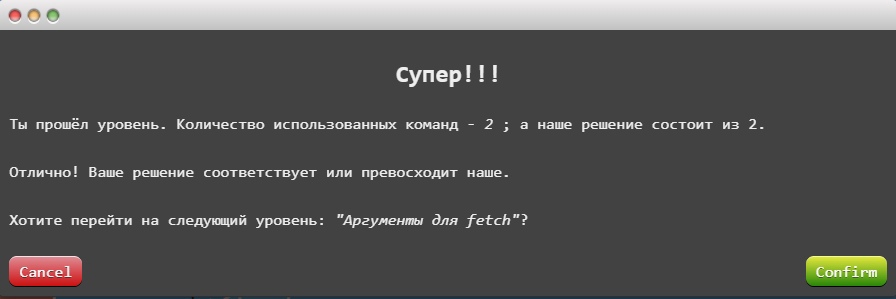 Супер!!!
Ты прошёл уровень. Количество использованных команд - 2 ; а наше решение состоит из 2.
Отлично! Ваше решение соответствует или превосходит наше.
Хотите перейти на следующий уровень: "Аргументы для fetch"?
Cancel
Confirm